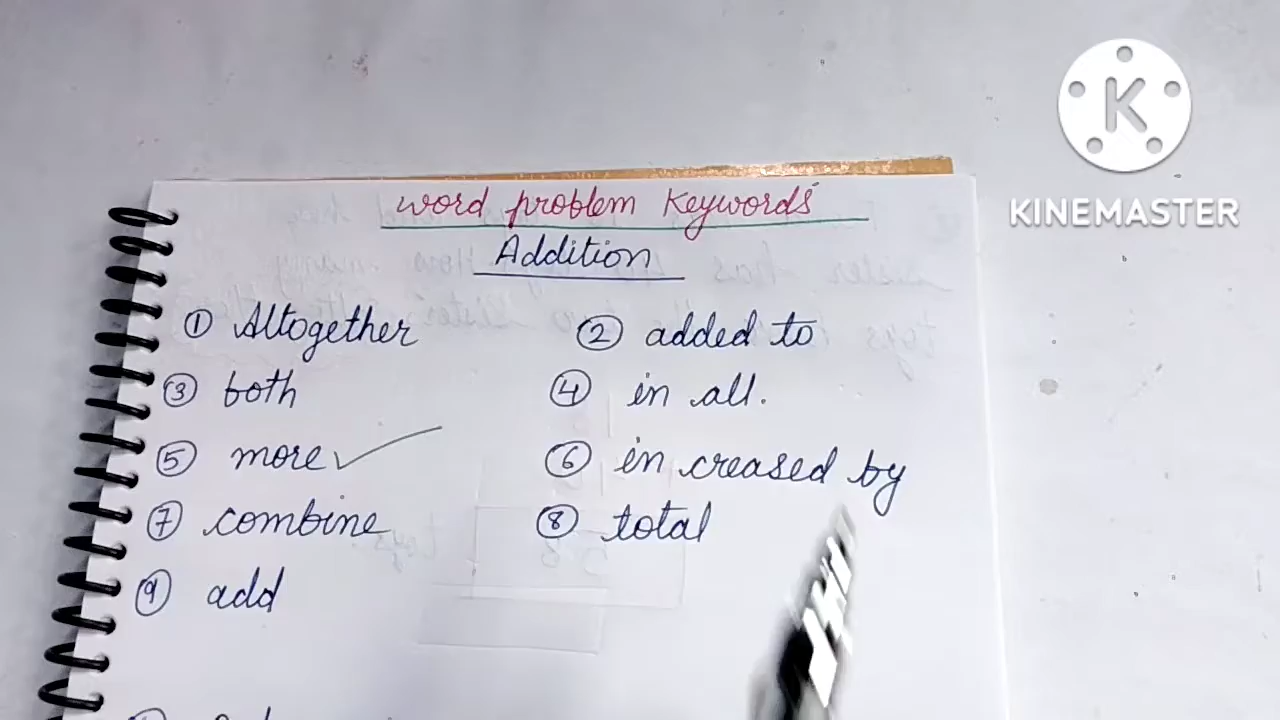 K
KINEMASTER
word problem Keywords
Addition
① Altogether ② added to
③ both ④ in all.
⑤ more ✓ ⑥ in creased by
⑦ combine ⑧ total
⑨ add